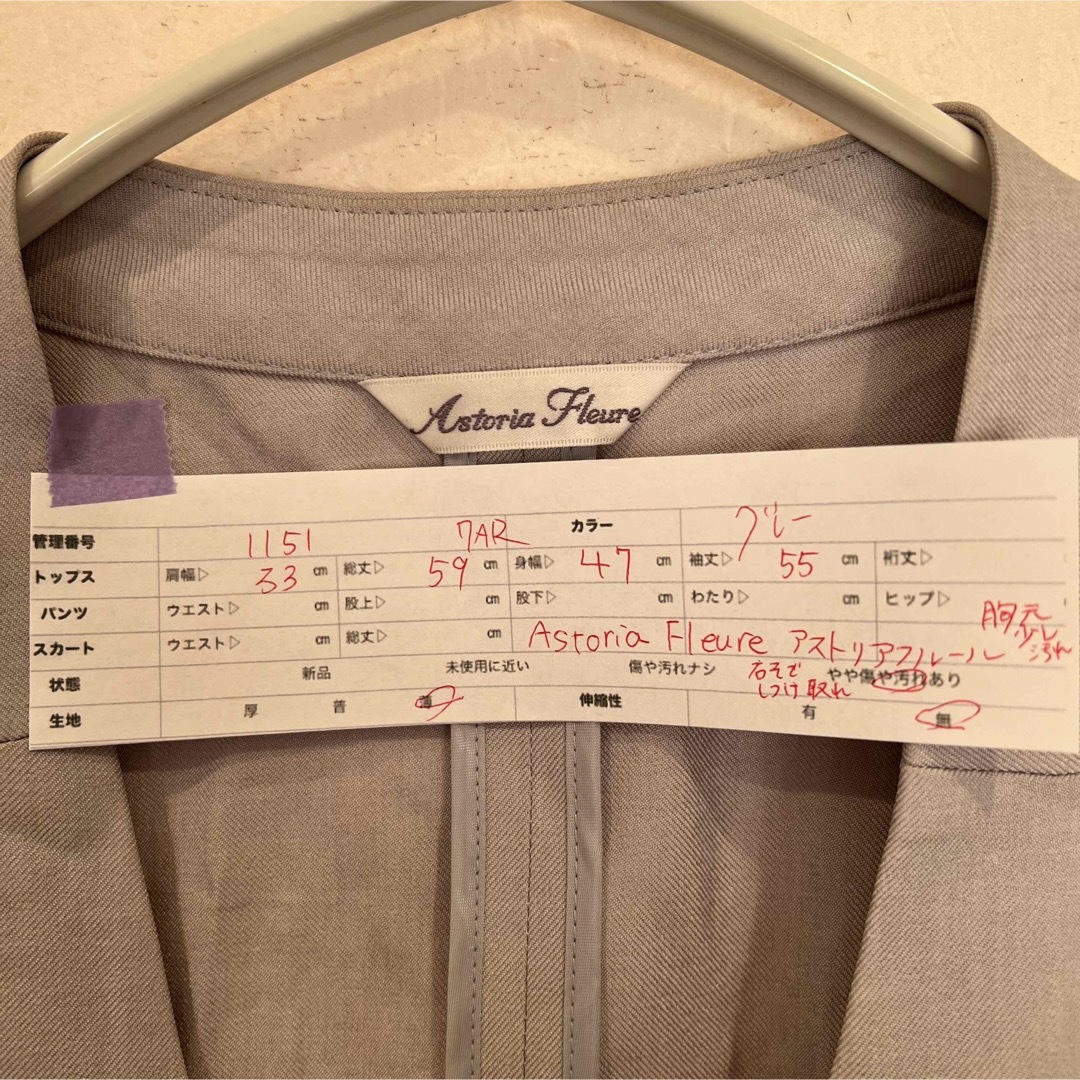 Astoria Fleure
管理番号 1151 7AR カラー グレー
トップス 肩幅▷ 33 cm 総丈▷ 59 cm 身幅▷ 47 cm 袖丈▷ 55 cm 裄丈▷
パンツ ウエスト▷ cm 股上▷ cm 股下▷ cm わたり▷ cm ヒップ▷
胸元
少し
汚れ
スカート ウエスト▷ cm 総丈▷ cm Astoria Fleure アストリアフルール
状態 新品 未使用に近い 傷や汚れナシ やや傷や汚れあり
右そで
しつけ取れ
生地 厚 普 薄 伸縮性 有 無